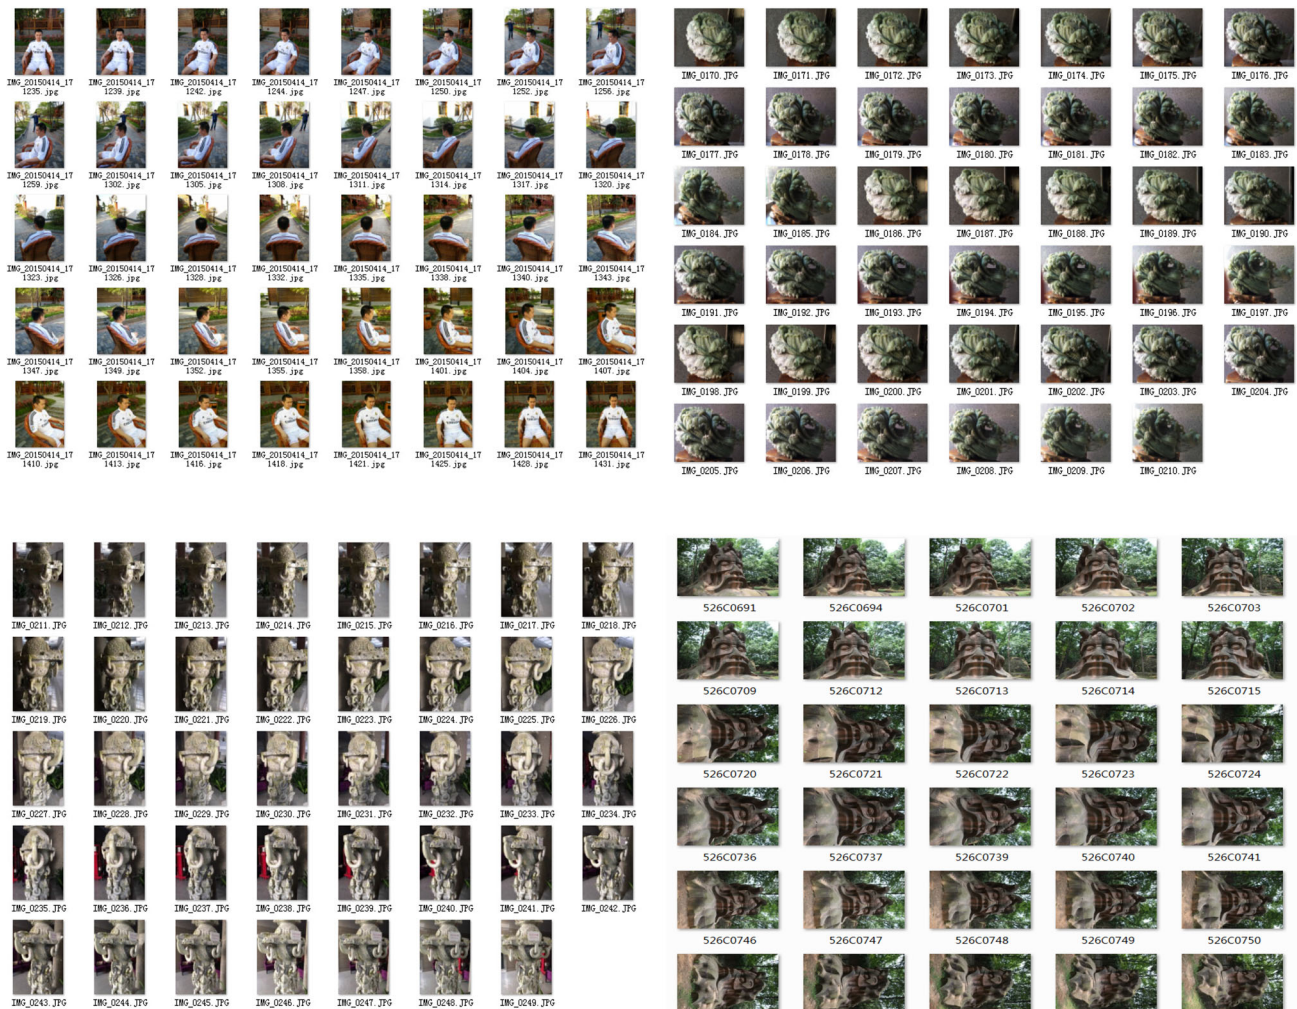 IMG_20150414_17 IMG_20150414_17 IMG_20150414_17 IMG_20150414_17 IMG_20150414_17 IMG_20150414_17 IMG_20150414_17 IMG_20150414_17
1235.jpg 1239.jpg 1242.jpg 1244.jpg 1247.jpg 1250.jpg 1252.jpg 1256.jpg
IMG_20150414_17 IMG_20150414_17 IMG_20150414_17 IMG_20150414_17 IMG_20150414_17 IMG_20150414_17 IMG_20150414_17 IMG_20150414_17
1259.jpg 1302.jpg 1305.jpg 1308.jpg 1311.jpg 1314.jpg 1317.jpg 1320.jpg
IMG_20150414_17 IMG_20150414_17 IMG_20150414_17 IMG_20150414_17 IMG_20150414_17 IMG_20150414_17 IMG_20150414_17 IMG_20150414_17
1323.jpg 1326.jpg 1328.jpg 1332.jpg 1335.jpg 1338.jpg 1340.jpg 1343.jpg
IMG_20150414_17 IMG_20150414_17 IMG_20150414_17 IMG_20150414_17 IMG_20150414_17 IMG_20150414_17 IMG_20150414_17 IMG_20150414_17
1347.jpg 1349.jpg 1352.jpg 1355.jpg 1358.jpg 1401.jpg 1404.jpg 1407.jpg
IMG_20150414_17 IMG_20150414_17 IMG_20150414_17 IMG_20150414_17 IMG_20150414_17 IMG_20150414_17 IMG_20150414_17 IMG_20150414_17
1410.jpg 1413.jpg 1416.jpg 1418.jpg 1421.jpg 1425.jpg 1428.jpg 1431.jpg
IMG_0170.JPG IMG_0171.JPG IMG_0172.JPG IMG_0173.JPG IMG_0174.JPG IMG_0175.JPG IMG_0176.JPG
IMG_0177.JPG IMG_0178.JPG IMG_0179.JPG IMG_0180.JPG IMG_0181.JPG IMG_0182.JPG IMG_0183.JPG
IMG_0184.JPG IMG_0185.JPG IMG_0186.JPG IMG_0187.JPG IMG_0188.JPG IMG_0189.JPG IMG_0190.JPG
IMG_0191.JPG IMG_0192.JPG IMG_0193.JPG IMG_0194.JPG IMG_0195.JPG IMG_0196.JPG IMG_0197.JPG
IMG_0198.JPG IMG_0199.JPG IMG_0200.JPG IMG_0201.JPG IMG_0202.JPG IMG_0203.JPG IMG_0204.JPG
IMG_0205.JPG IMG_0206.JPG IMG_0207.JPG IMG_0208.JPG IMG_0209.JPG IMG_0210.JPG
IMG_0211.JPG IMG_0212.JPG IMG_0213.JPG IMG_0214.JPG IMG_0215.JPG IMG_0216.JPG IMG_0217.JPG IMG_0218.JPG
IMG_0219.JPG IMG_0220.JPG IMG_0221.JPG IMG_0222.JPG IMG_0223.JPG IMG_0224.JPG IMG_0225.JPG IMG_0226.JPG
IMG_0227.JPG IMG_0228.JPG IMG_0229.JPG IMG_0230.JPG IMG_0231.JPG IMG_0232.JPG IMG_0233.JPG IMG_0234.JPG
IMG_0235.JPG IMG_0236.JPG IMG_0237.JPG IMG_0238.JPG IMG_0239.JPG IMG_0240.JPG IMG_0241.JPG IMG_0242.JPG
IMG_0243.JPG IMG_0244.JPG IMG_0245.JPG IMG_0246.JPG IMG_0247.JPG IMG_0248.JPG IMG_0249.JPG
526C0691 526C0694 526C0701 526C0702 526C0703
526C0709 526C0712 526C0713 526C0714 526C0715
526C0720 526C0721 526C0722 526C0723 526C0724
526C0736 526C0737 526C0739 526C0740 526C0741
526C0746 526C0747 526C0748 526C0749 526C0750